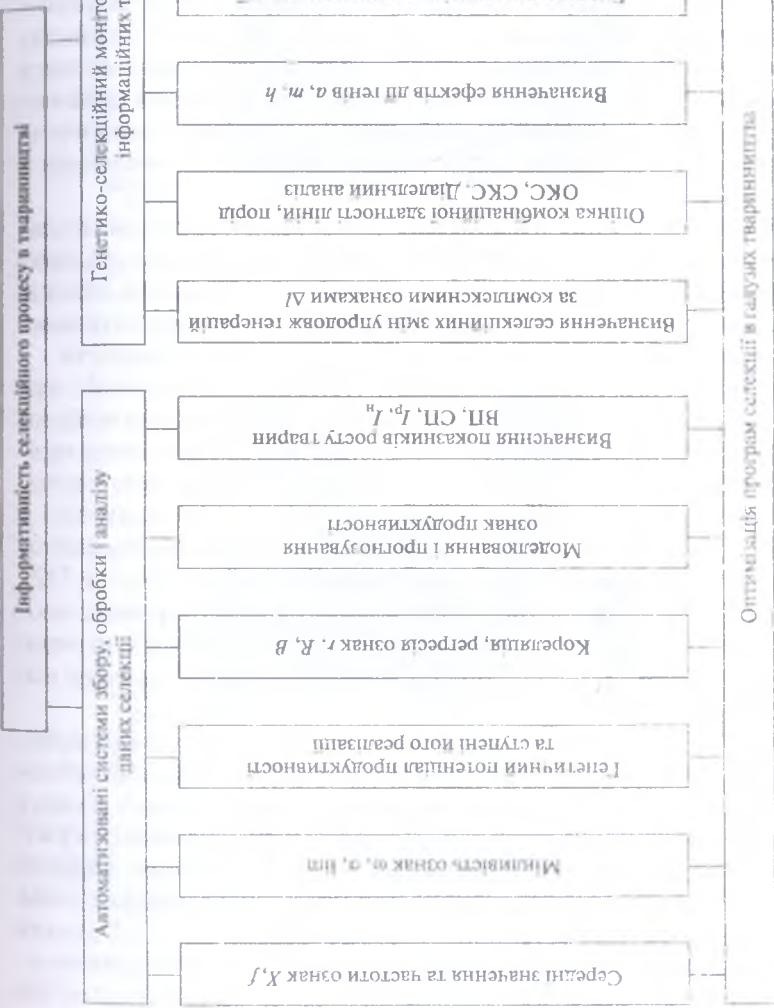 Інформативність селекційного процесу в тваринництві
Автоматизовані системи збору, обробки і аналізу
даних селекції
Генетико-селекційний
інформаційних
Середні значення та частоти ознак X, f
Мінливість ознак ω, σ, lim
Генетичний потенціал продуктивності
та ступені його реалізації
Кореляція, регресія ознак r, R, B
Моделювання і прогнозування
ознак продуктивності
Визначення показників росту тварин
ВП, СП, Iр, Iн
Визначення селекційних змін упродовж генерацій
за комплексними ознаками ΔI
Оцінка комбінаційної здатності ліній, порід
ОКС, СКС. Діалельний аналіз
Визначення ефектів дії генів a, m, h
Оптимізація програм селекції в галузях тваринництва